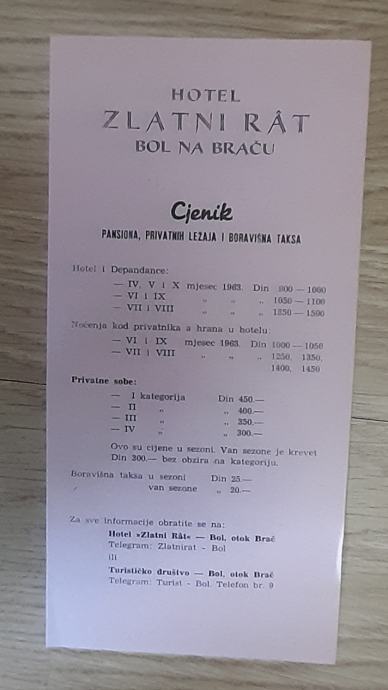 HOTEL
ZLATNI RÂT
BOL NA BRAČU
Cjenik
PANSIONA, PRIVATNIH LEŽAJA I BORAVIŠNA TAKSA
Hotel i Depandance:
— IV, V i X mjesec 1963. Din 900 — 1000
— VI i IX „ „ „ 1050 — 1100
— VII i VIII „ „ „ 1350 — 1500
Noćenja kod privatnika a hrana u hotelu:
— VI i IX mjesec 1963. Din 1000 — 1050
— VII i VIII „ „ „ 1250, 1350,
1400, 1450
Privatne sobe:
— I kategorija Din 450.—
— II „ „ 400.—
— III „ „ 350.—
— IV „ „ 300.—
Ovo su cijene u sezoni. Van sezone je krevet
Din 300.— bez obzira na kategoriju.
Boravišna taksa u sezoni Din 25.—
„ van sezone „ 20.—
Za sve informacije obratite se na:
Hotel »Zlatni Rât« — Bol, otok Brač
Telegram: Zlatnirat - Bol
ili
Turističko društvo — Bol, otok Brač
Telegram: Turist - Bol. Telefon br. 9